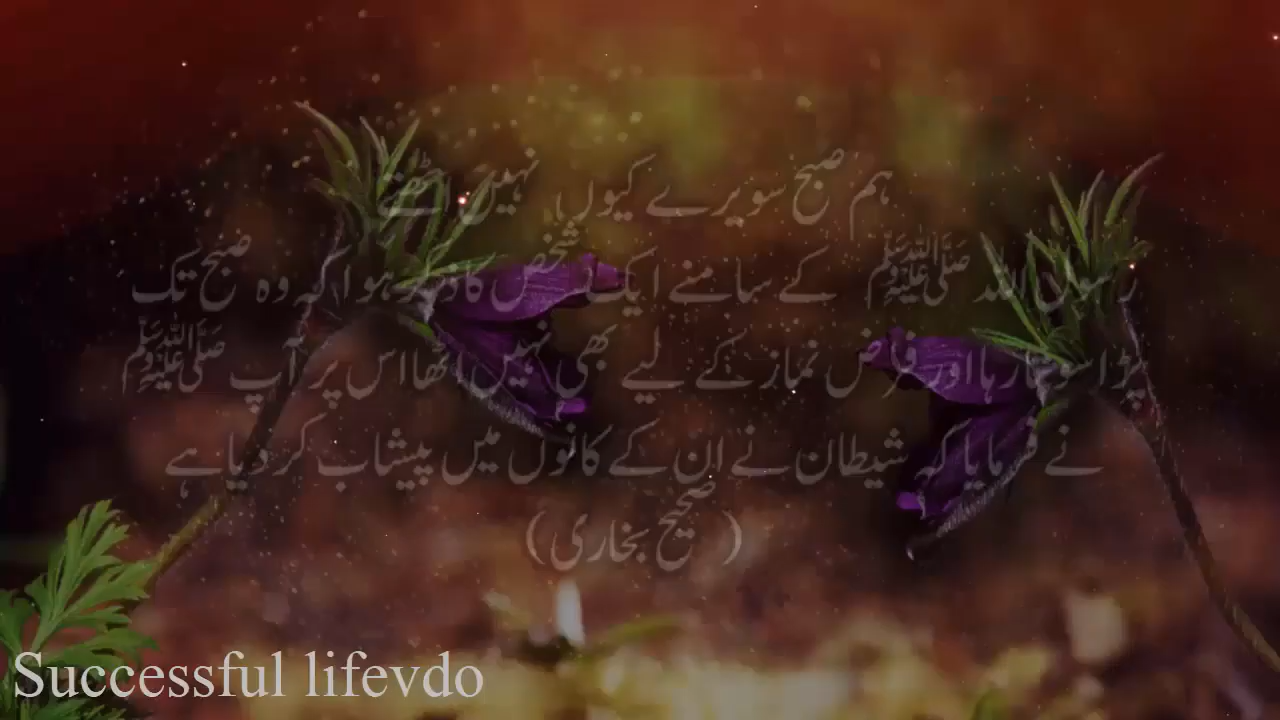 ہم صبح سویرے کیوں نہیں اٹھتے
رسول اللہ ﷺ کے سامنے ایک شخص کا ذکر ہوا کہ وہ صبح تک
پڑا سوتا رہا اور فرض نماز کے لیے بھی نہیں اٹھا اس پر آپ ﷺ
نے فرمایا کہ شیطان نے ان کے کانوں میں پیشاب کر دیا ہے
( صحیح بخاری)
Successful lifevdo